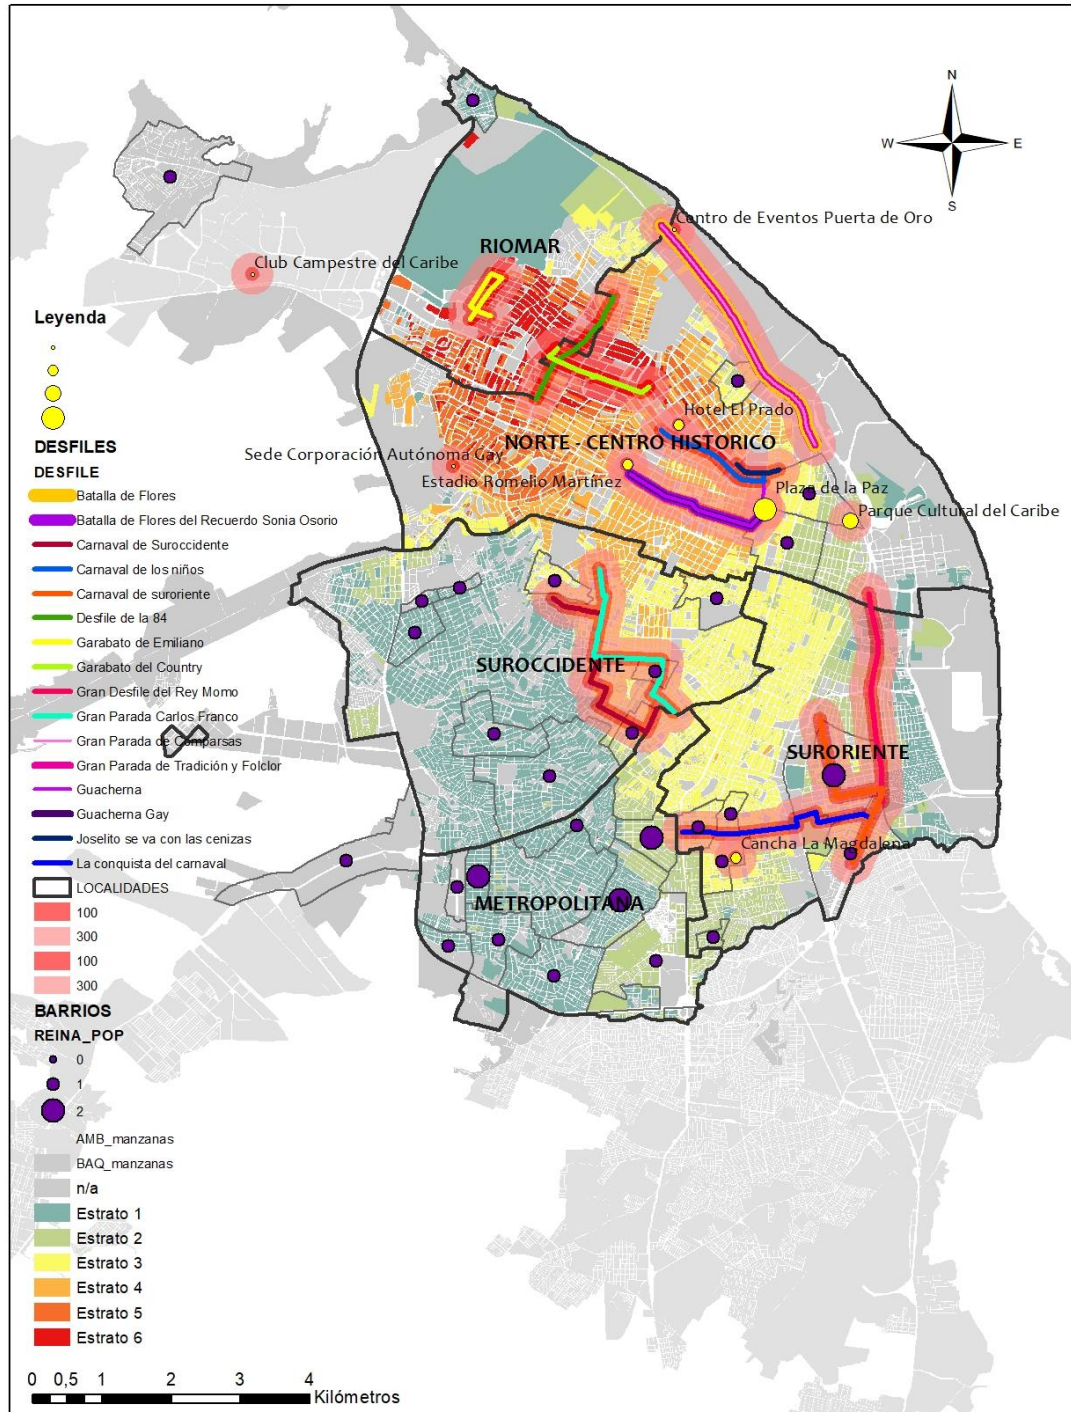 N
W E
S
Centro de Eventos Puerta de Oro
RIOMAR
Club Campestre del Caribe
Hotel El Prado
NORTE - CENTRO HISTORICO
Sede Corporación Autónoma Gay
Estadio Romelio Martínez
Plaza de la Paz
Parque Cultural del Caribe
SUROCCIDENTE
SURORIENTE
Cancha La Magdalena
METROPOLITANA
Leyenda
DESFILES
DESFILE
Batalla de Flores
Batalla de Flores del Recuerdo Sonia Osorio
Carnaval de Suroccidente
Carnaval de los niños
Carnaval de suroriente
Desfile de la 84
Garabato de Emiliano
Garabato del Country
Gran Desfile del Rey Momo
Gran Parada Carlos Franco
Gran Parada de Comparsas
Gran Parada de Tradición y Folclor
Guacherna
Guacherna Gay
Joselito se va con las cenizas
La conquista del carnaval
LOCALIDADES
100
300
100
300
BARRIOS
REINA_POP
0
1
2
AMB_manzanas
BAQ_manzanas
n/a
Estrato 1
Estrato 2
Estrato 3
Estrato 4
Estrato 5
Estrato 6
0 0,5 1 2 3 4
Kilómetros